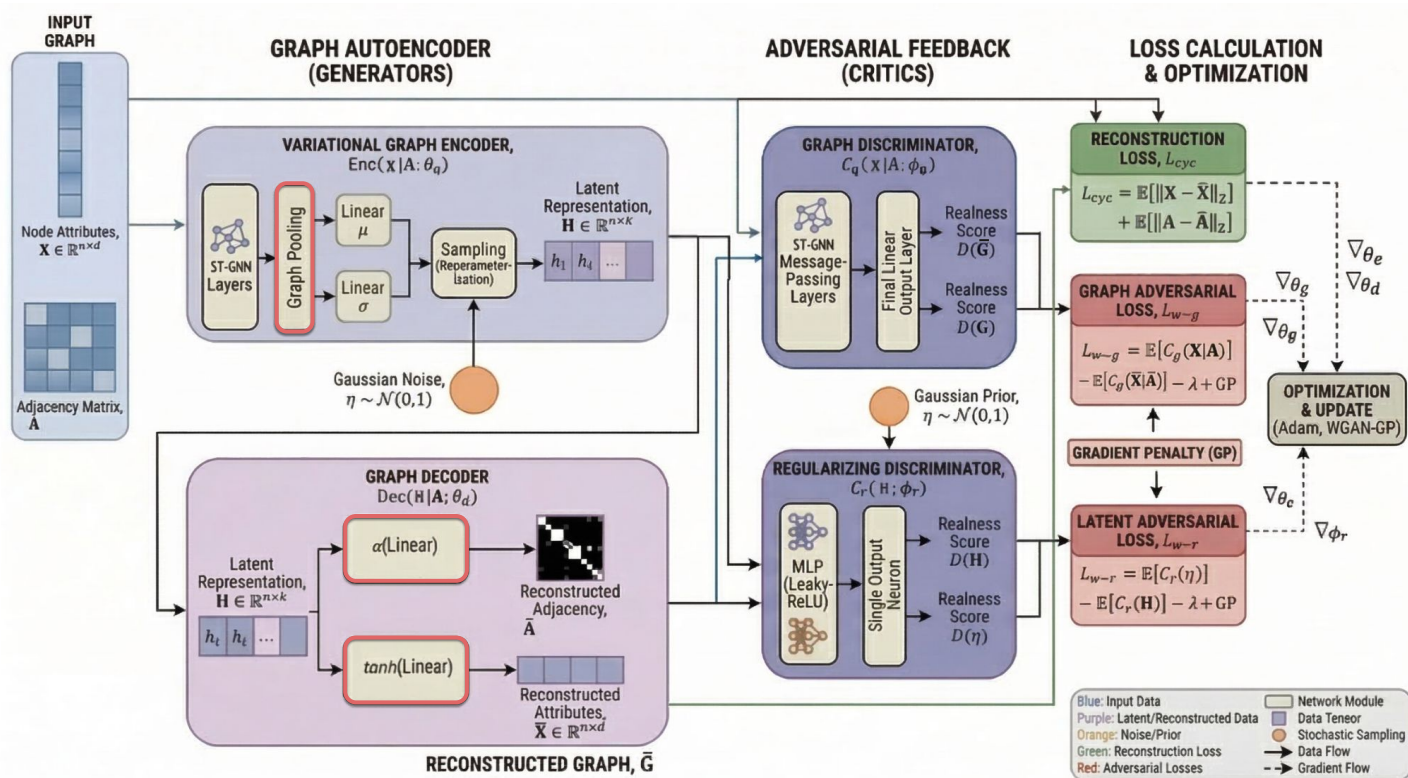 INPUT
GRAPH
Node Attributes,
X ∈ ℝⁿˣᵈ
Adjacency Matrix,
A
GRAPH AUTOENCODER
(GENERATORS)
VARIATIONAL GRAPH ENCODER,
Enc(X|A: θq)
ST-GNN
Layers
Graph Pooling
Linear
μ
Linear
σ
Sampling
(Reperameter-
isation)
Latent
Representation,
H ∈ ℝⁿˣᴷ
h₁ h₄ ...
Gaussian Noise,
η ~ 𝒩(0,1)
GRAPH DECODER
Dec(H|A; θd)
Latent
Representation,
H ∈ ℝⁿˣᵏ
hₜ hₜ ...
α(Linear)
tanh(Linear)
Reconstructed
Adjacency,
Ā
Reconstructed
Attributes,
X̄ ∈ ℝⁿˣᵈ
RECONSTRUCTED GRAPH, Ḡ
ADVERSARIAL FEEDBACK
(CRITICS)
GRAPH DISCRIMINATOR,
Cq(X|A: ϕq)
ST-GNN
Message-
Passing
Layers
Final Linear
Output Layer
Realness
Score
D(Ḡ)
Realness
Score
D(G)
Gaussian Prior,
η ~ 𝒩(0,1)
REGULARIZING DISCRIMINATOR,
Cr(H; ϕr)
MLP
(Leaky-
ReLU)
Single Output
Neuron
Realness
Score
D(H)
Realness
Score
D(η)
LOSS CALCULATION
& OPTIMIZATION
RECONSTRUCTION
LOSS, Lcyc
Lcyc = 𝔼[‖X − X̄‖₂]
+ 𝔼[‖A − Ā‖₂]
GRAPH ADVERSARIAL
LOSS, Lw~g
Lw~g = 𝔼[Cg(X|A)]
− 𝔼[Cg(X̄|Ā)] − λ + GP
GRADIENT PENALTY (GP)
LATENT ADVERSARIAL
LOSS, Lw−r
Lw−r = 𝔼[Cr(η)]
− 𝔼[Cr(H)] − λ + GP
∇θe
∇θd
∇θg
∇θg
OPTIMIZATION
& UPDATE
(Adam, WGAN-GP)
∇θc
∇ϕr
Blue: Input Data
Purple: Latent/Reconstructed Data
Orange: Noise/Prior
Green: Reconstruction Loss
Red: Adversarial Losses
Network Module
Data Teneor
Stochastic Sampling
Data Flow
Gradient Flow